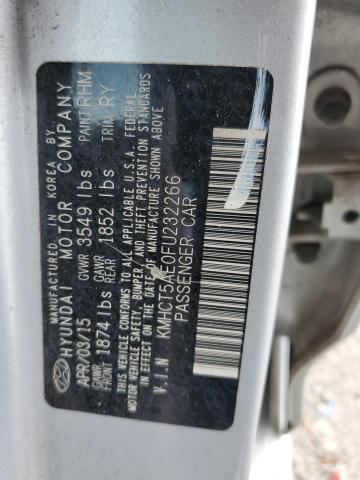 MANUFACTURED IN KOREA BY
HYUNDAI MOTOR COMPANY
APR/03/15 GVWR 3549 lbs PAINT RHM
GAWR FRONT 1874 lbs GAWR REAR 1852 lbs TRIM RY
THIS VEHICLE CONFORMS TO ALL APPLICABLE U.S.A. FEDERAL
MOTOR VEHICLE SAFETY, BUMPER, AND THEFT PREVENTION STANDARDS
IN EFFECT ON THE DATE OF MANUFACTURE SHOWN ABOVE
V.I.N KMHCT5AE0FU232266
PASSENGER CAR